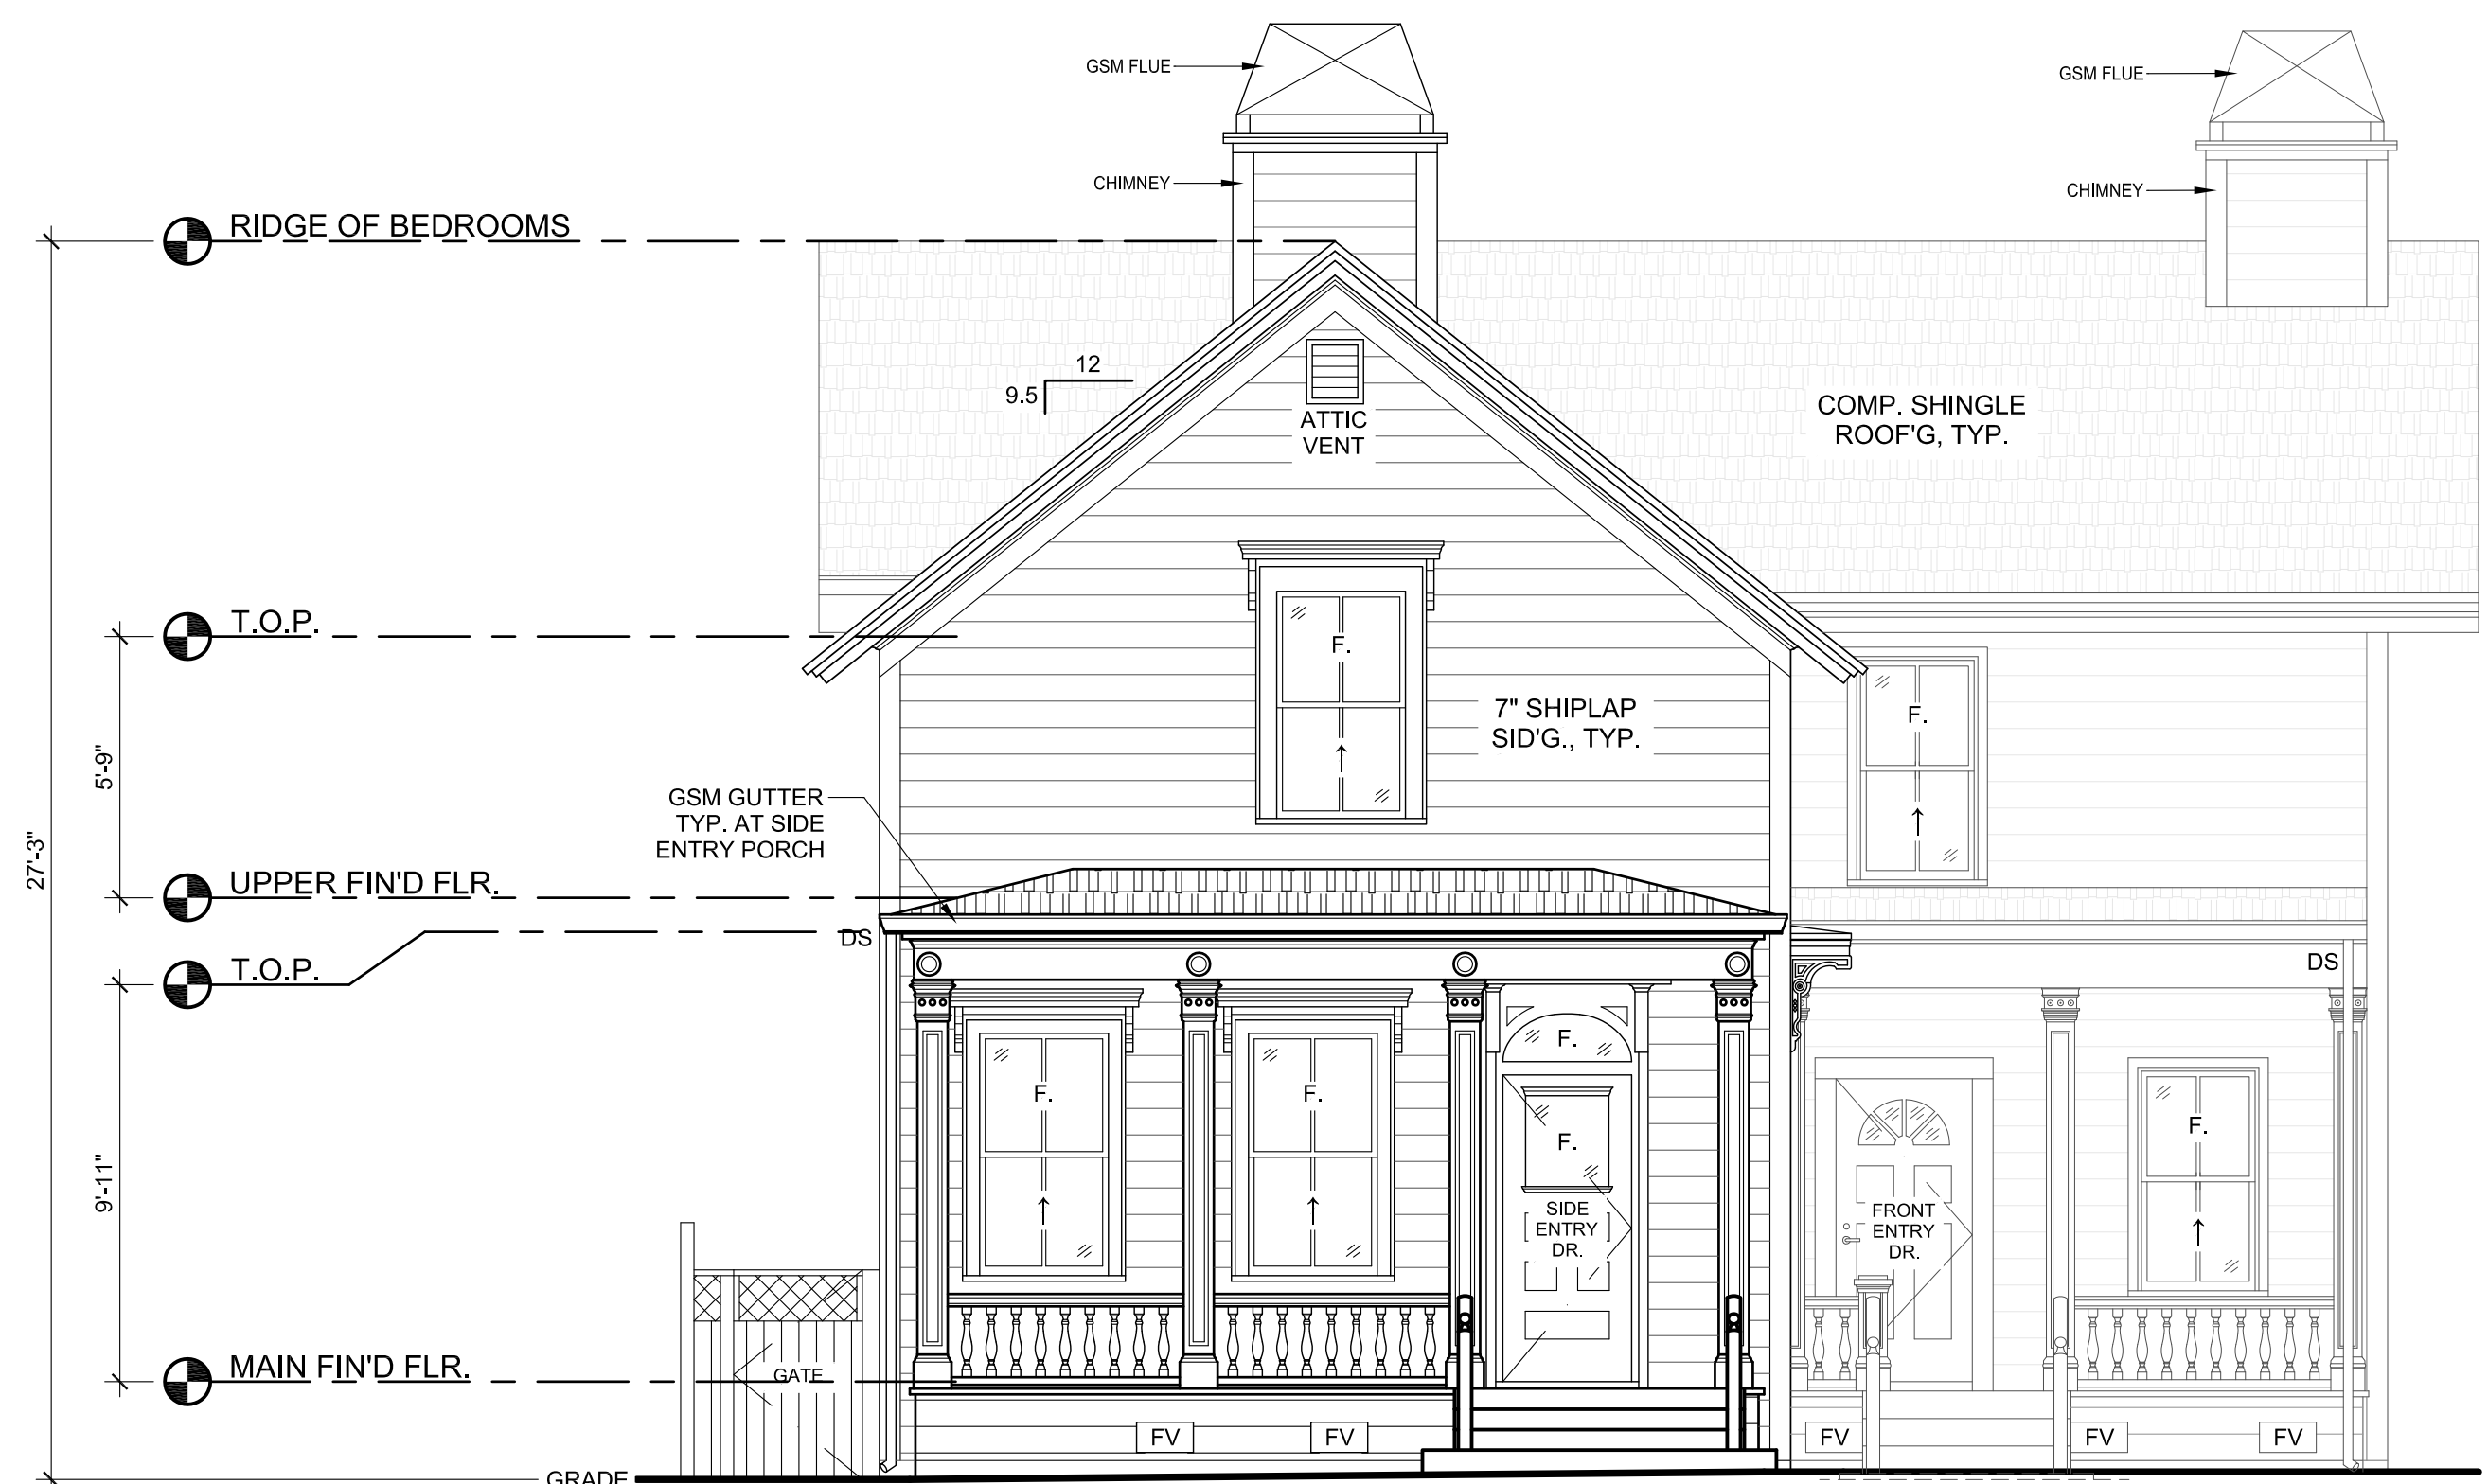 GSM FLUE
GSM FLUE
CHIMNEY
CHIMNEY
RIDGE OF BEDROOMS
12
9.5
ATTIC
VENT
COMP. SHINGLE
ROOF'G, TYP.
T.O.P.
F.
7" SHIPLAP
SID'G., TYP.
F.
5'-9"
GSM GUTTER
TYP. AT SIDE
ENTRY PORCH
27'-3"
UPPER FIN'D FLR.
DS
T.O.P.
DS
F.
F.
F.
F.
F.
9'-11"
SIDE
ENTRY
DR.
FRONT
ENTRY
DR.
MAIN FIN'D FLR.
GATE
FV
FV
FV
FV
FV
GRADE